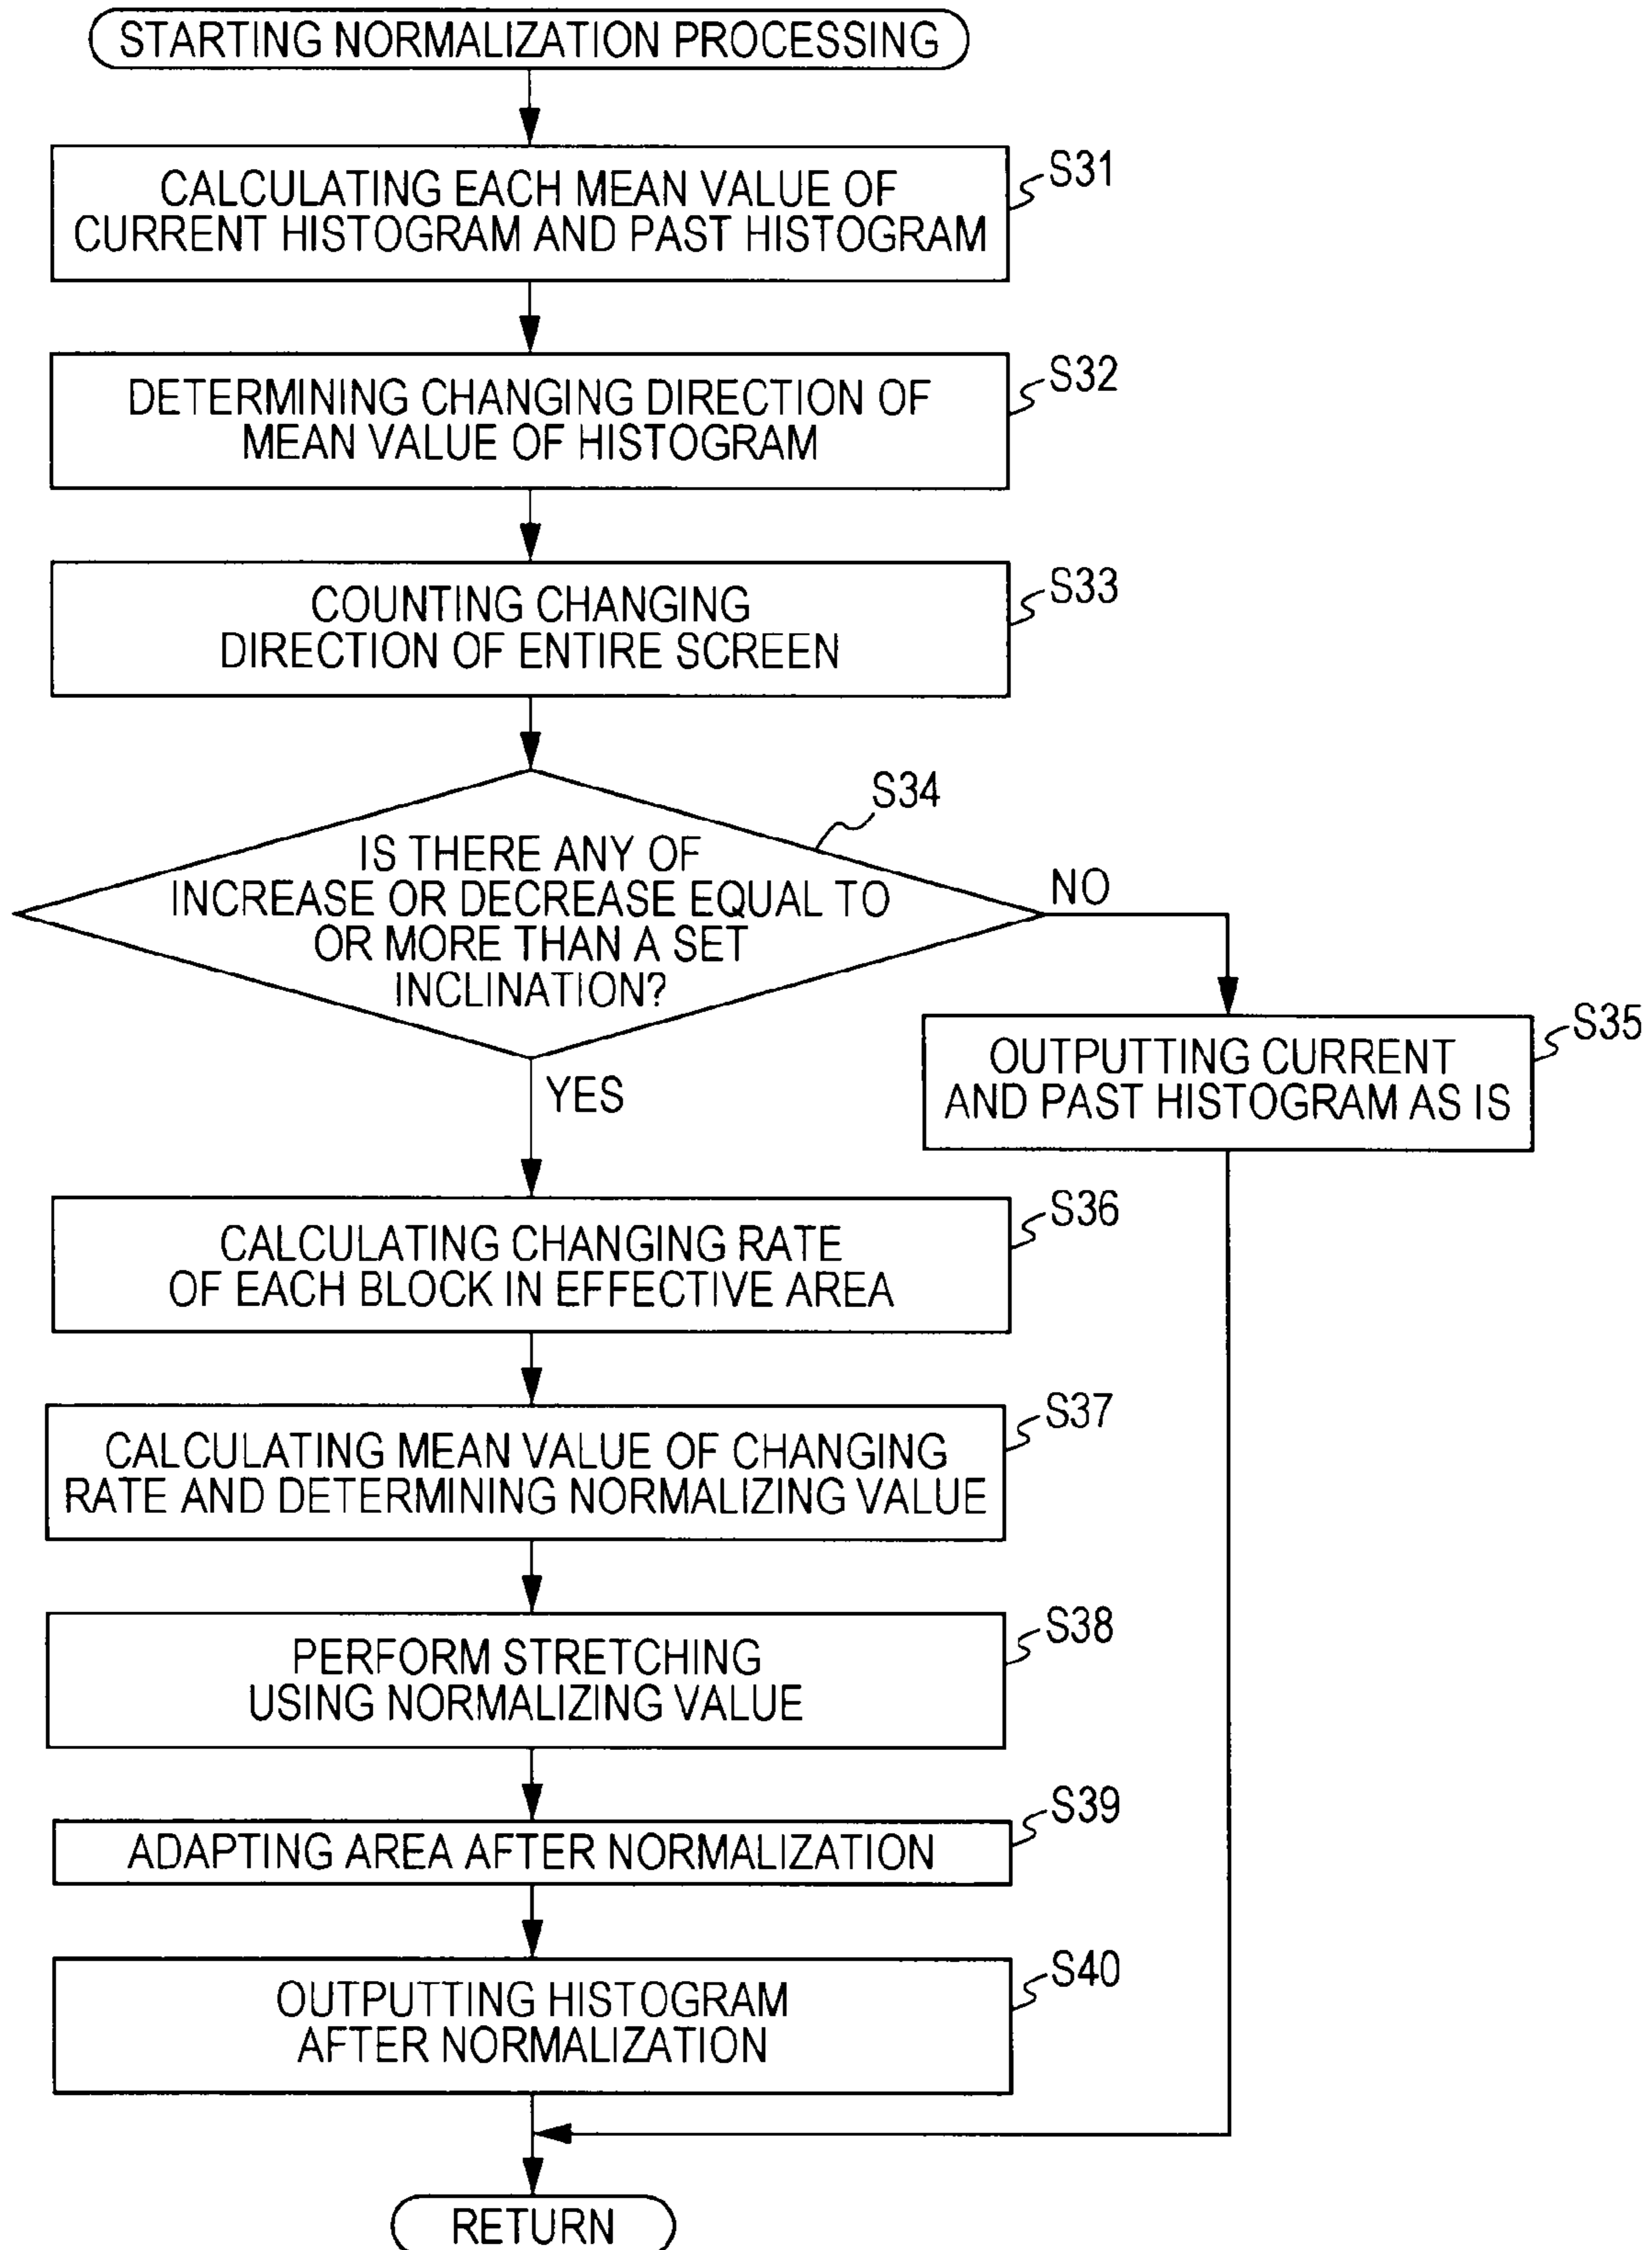 STARTING NORMALIZATION PROCESSING
S31
CALCULATING EACH MEAN VALUE OF
CURRENT HISTOGRAM AND PAST HISTOGRAM
S32
DETERMINING CHANGING DIRECTION OF
MEAN VALUE OF HISTOGRAM
S33
COUNTING CHANGING
DIRECTION OF ENTIRE SCREEN
S34
IS THERE ANY OF
INCREASE OR DECREASE EQUAL TO
OR MORE THAN A SET
INCLINATION?
NO
YES
S35
OUTPUTTING CURRENT
AND PAST HISTOGRAM AS IS
S36
CALCULATING CHANGING RATE
OF EACH BLOCK IN EFFECTIVE AREA
S37
CALCULATING MEAN VALUE OF CHANGING
RATE AND DETERMINING NORMALIZING VALUE
S38
PERFORM STRETCHING
USING NORMALIZING VALUE
S39
ADAPTING AREA AFTER NORMALIZATION
S40
OUTPUTTING HISTOGRAM
AFTER NORMALIZATION
RETURN